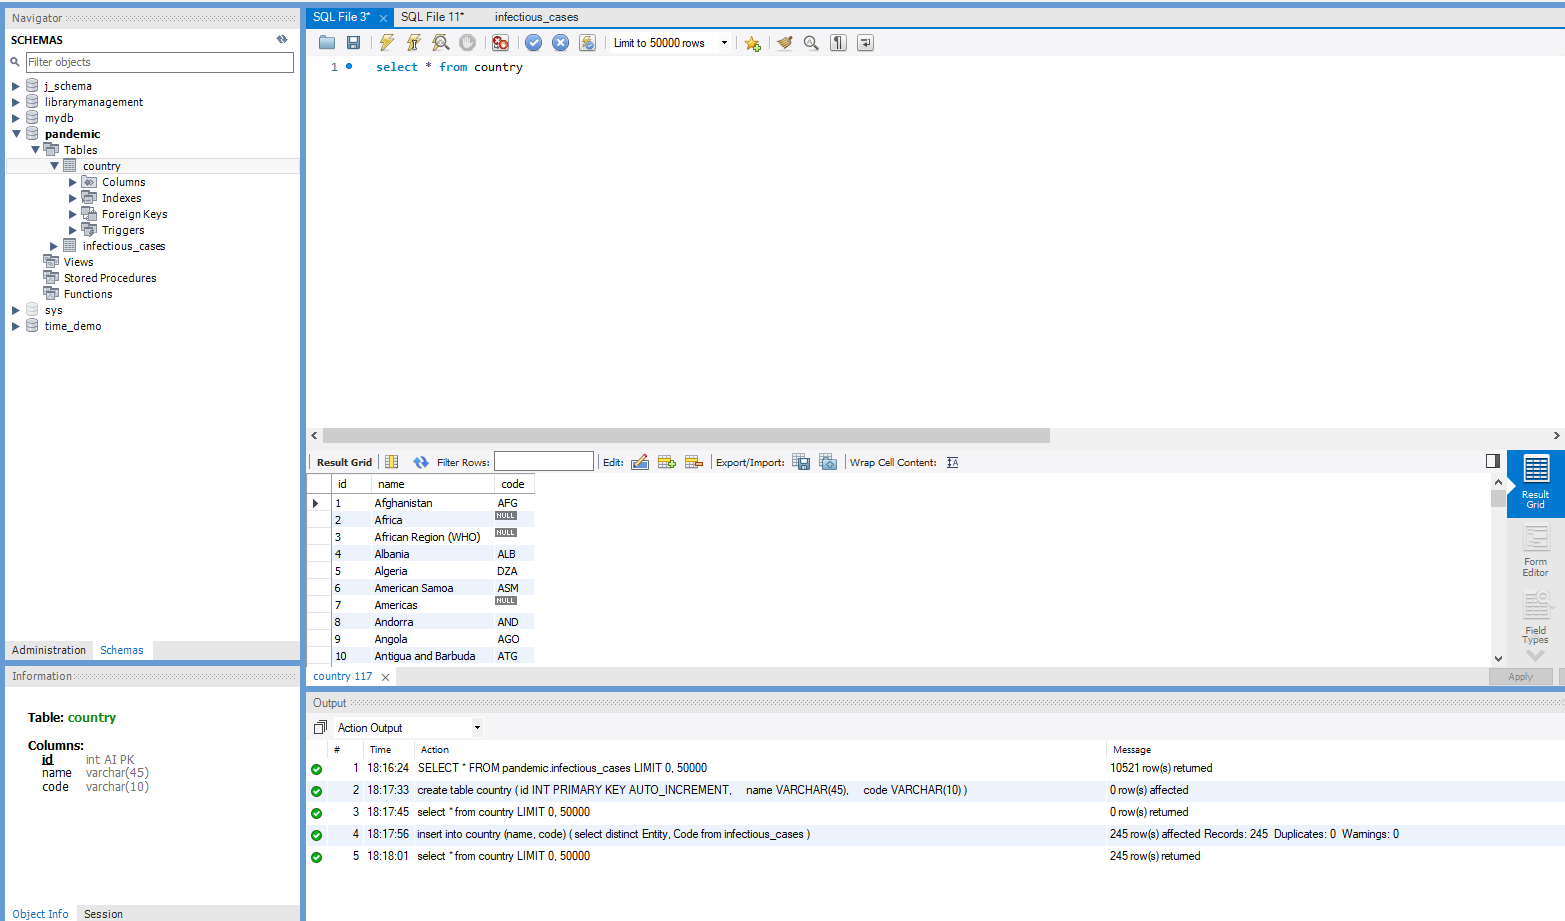 Navigator
SCHEMAS
Filter objects
j_schema
librarymanagement
mydb
pandemic
Tables
country
Columns
Indexes
Foreign Keys
Triggers
infectious_cases
Views
Stored Procedures
Functions
sys
time_demo
Administration Schemas
Information
Table: country
Columns:
id int AI PK
name varchar(45)
code varchar(10)
Object Info Session
SQL File 3* SQL File 11* infectious_cases
Limit to 50000 rows
1 select * from country
Result Grid Filter Rows: Edit: Export/Import: Wrap Cell Content:
id name code
1 Afghanistan AFG
2 Africa NULL
3 African Region (WHO) NULL
4 Albania ALB
5 Algeria DZA
6 American Samoa ASM
7 Americas NULL
8 Andorra AND
9 Angola AGO
10 Antigua and Barbuda ATG
Result
Grid
Form
Editor
Field
Types
country 117
Apply
Output
Action Output
# Time Action Message
1 18:16:24 SELECT * FROM pandemic.infectious_cases LIMIT 0, 50000 10521 row(s) returned
2 18:17:33 create table country ( id INT PRIMARY KEY AUTO_INCREMENT, name VARCHAR(45), code VARCHAR(10) ) 0 row(s) affected
3 18:17:45 select * from country LIMIT 0, 50000 0 row(s) returned
4 18:17:56 insert into country (name, code) ( select distinct Entity, Code from infectious_cases ) 245 row(s) affected Records: 245 Duplicates: 0 Warnings: 0
5 18:18:01 select * from country LIMIT 0, 50000 245 row(s) returned